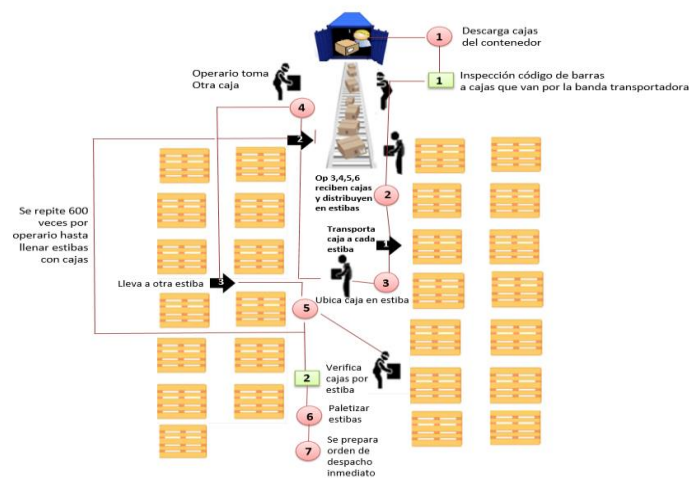 1
Descarga cajas
del contenedor
1
Inspección código de barras
a cajas que van por la banda transportadora
Operario toma
Otra caja
4
2
Op 3,4,5,6
reciben cajas
y distribuyen
en estibas
2
Se repite 600
veces por
operario hasta
llenar estibas
con cajas
Transporta
caja a cada
estiba
1
Lleva a otra estiba
3
3
Ubica caja en estiba
5
2
Verifica
cajas por
estiba
6
Paletizar
estibas
7
Se prepara
orden de
despacho
inmediato